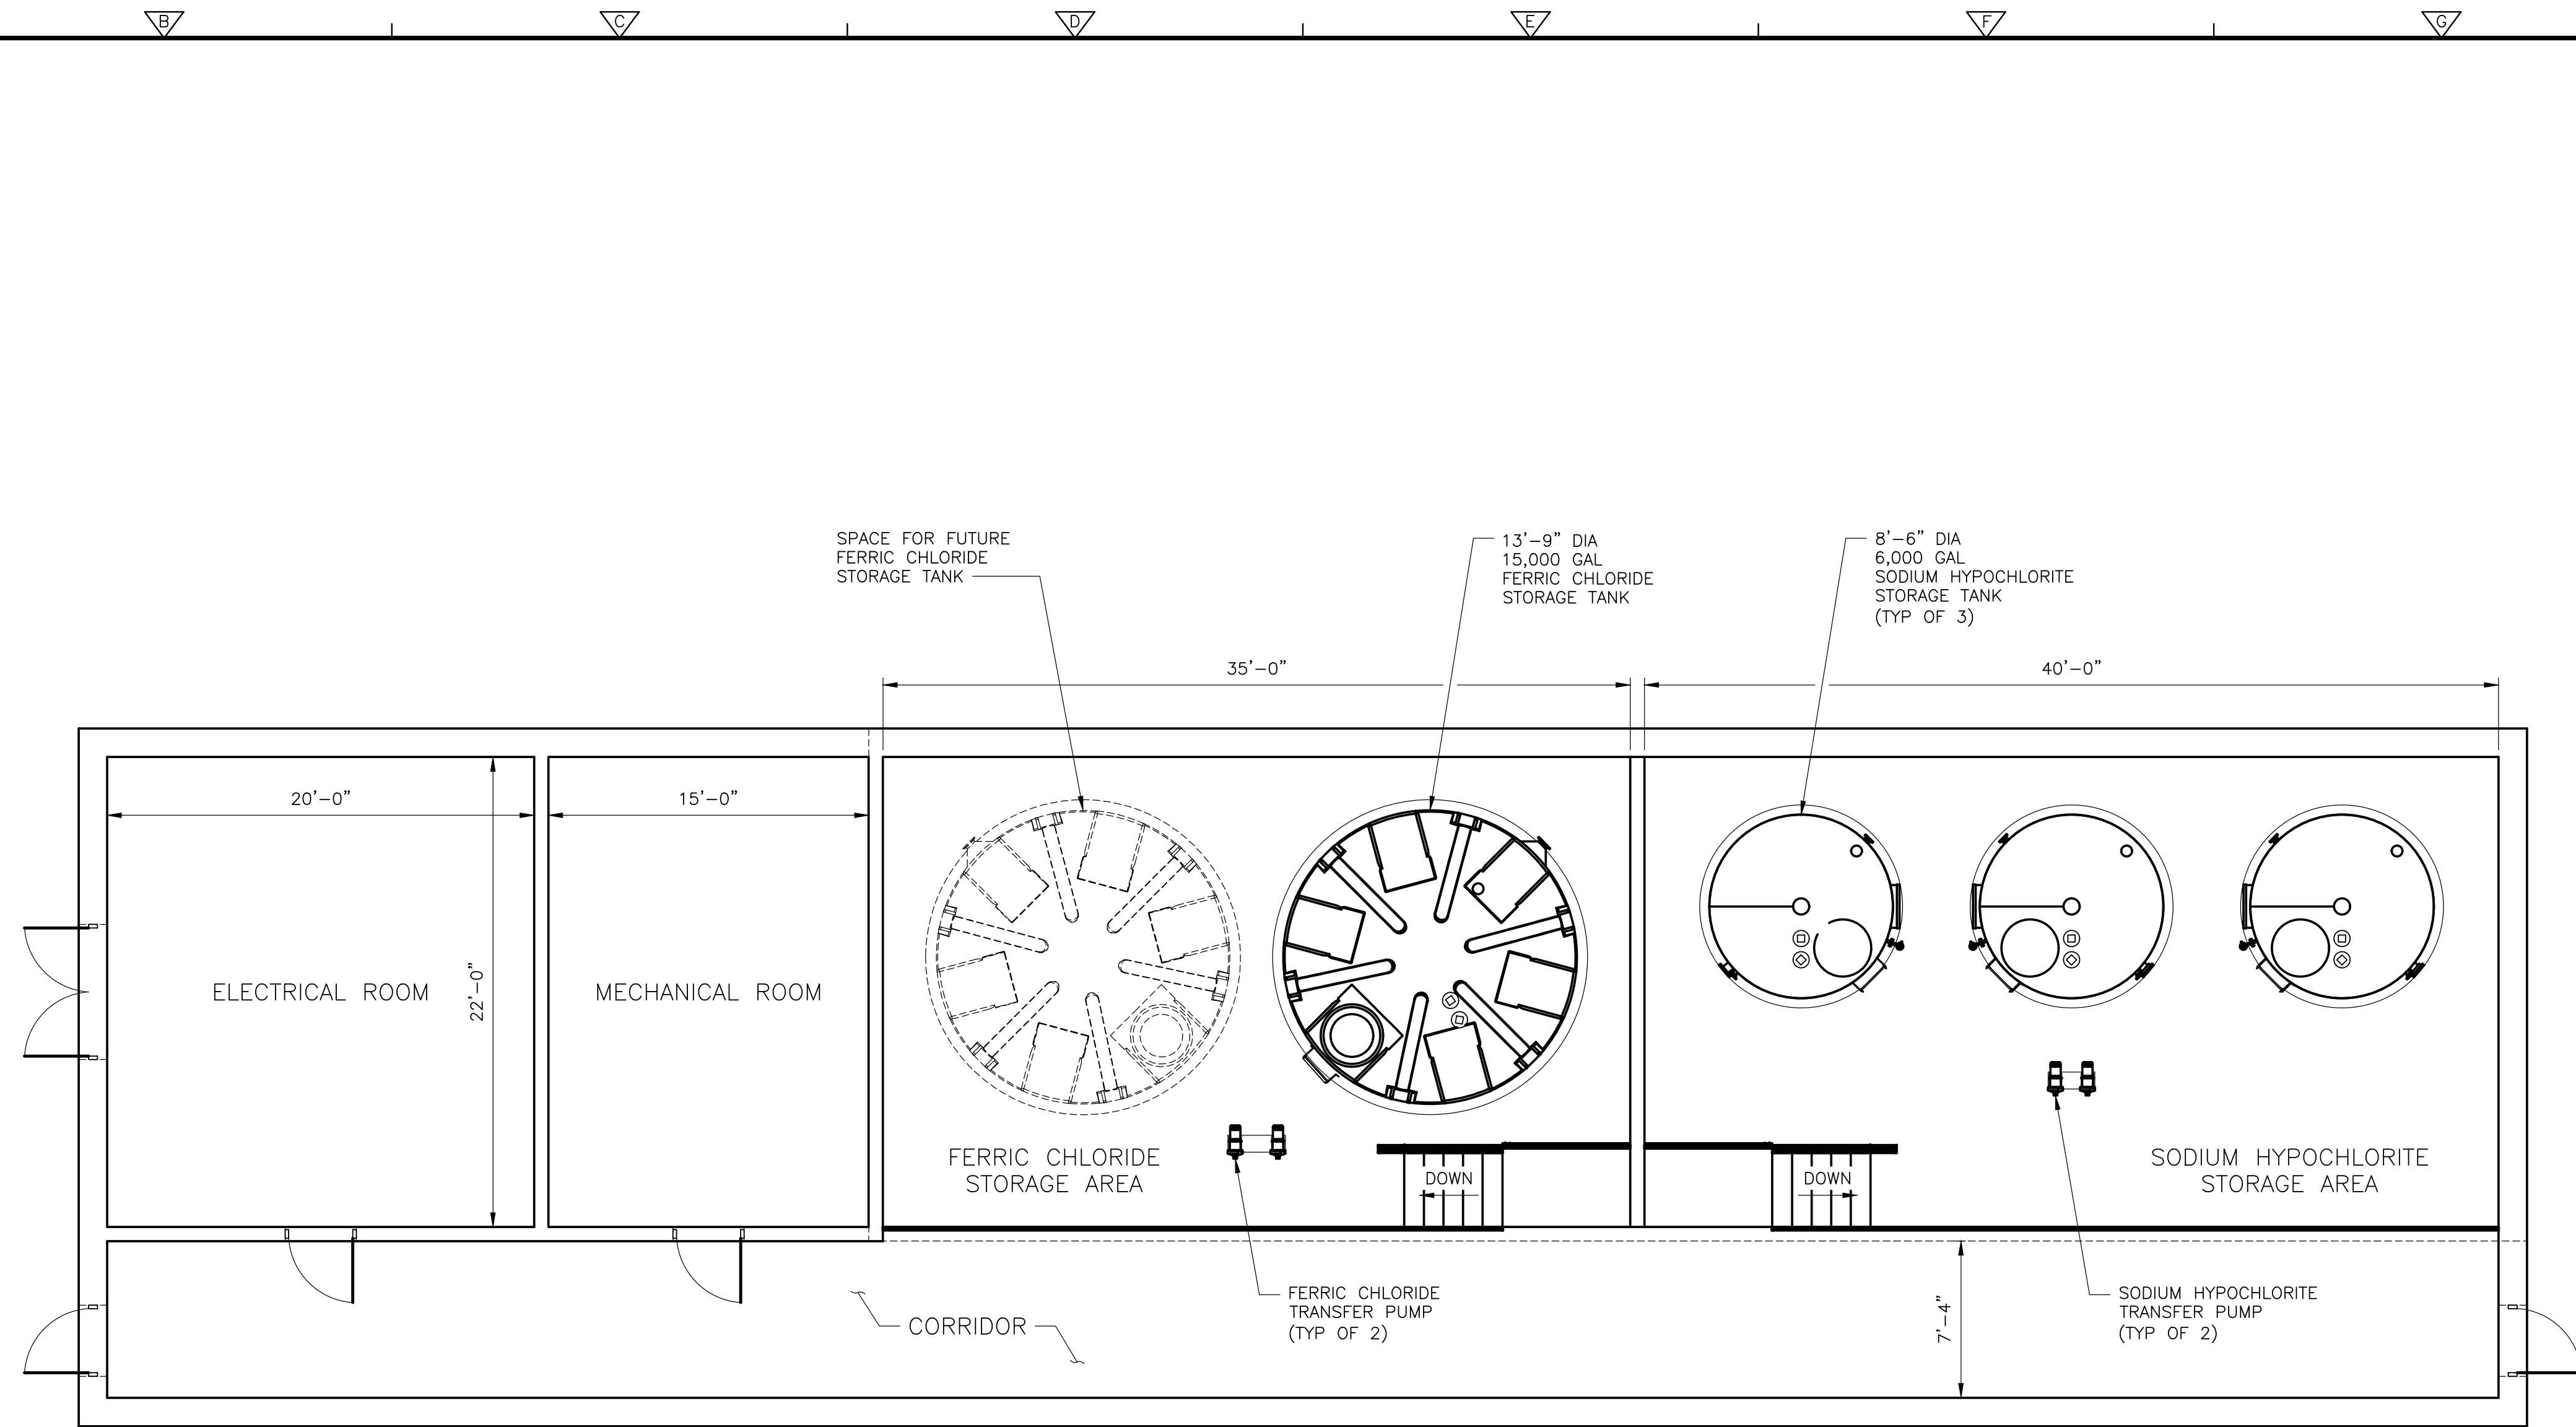 B
C
D
E
F
G
SPACE FOR FUTURE
FERRIC CHLORIDE
STORAGE TANK
13'-9" DIA
15,000 GAL
FERRIC CHLORIDE
STORAGE TANK
8'-6" DIA
6,000 GAL
SODIUM HYPOCHLORITE
STORAGE TANK
(TYP OF 3)
35'-0"
40'-0"
20'-0"
15'-0"
22'-0"
ELECTRICAL ROOM
MECHANICAL ROOM
FERRIC CHLORIDE
STORAGE AREA
DOWN
DOWN
SODIUM HYPOCHLORITE
STORAGE AREA
CORRIDOR
FERRIC CHLORIDE
TRANSFER PUMP
(TYP OF 2)
7'-4"
SODIUM HYPOCHLORITE
TRANSFER PUMP
(TYP OF 2)